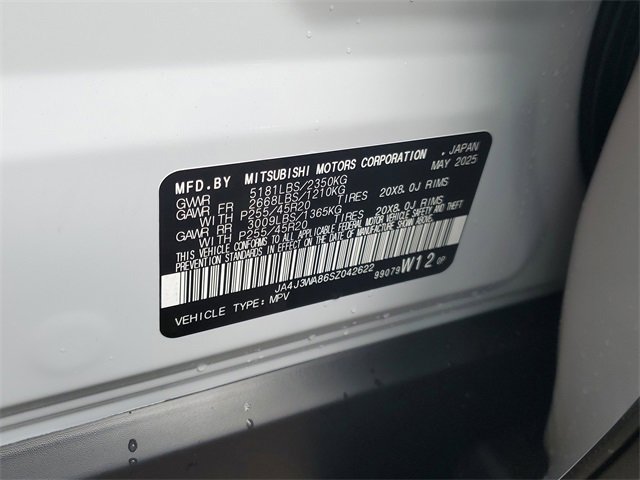 MFD.BY MITSUBISHI MOTORS CORPORATION . JAPAN
MAY 2025
GVWR 5181LBS/2350KG
GAWR FR 2668LBS/1210KG
WITH P255/45R20 TIRES 20X8.0J RIMS
GAWR RR 3009LBS/1365KG
WITH P255/45R20 TIRES 20X8.0J RIMS
THIS VEHICLE CONFORMS TO ALL APPLICABLE FEDERAL MOTOR VEHICLE SAFETY AND THEFT
PREVENTION STANDARDS IN EFFECT ON THE DATE OF MANUFACTURE SHOWN ABOVE.
JA4J3WA86SZ042622
99079 W12 0P
VEHICLE TYPE: MPV